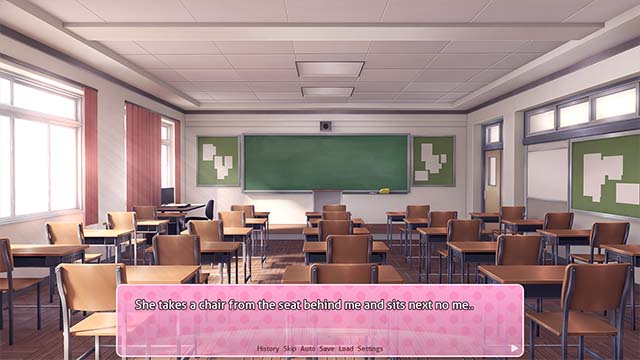 She takes a chair from the seat behind me and sits next no me..
History Skip Auto Save Load Settings